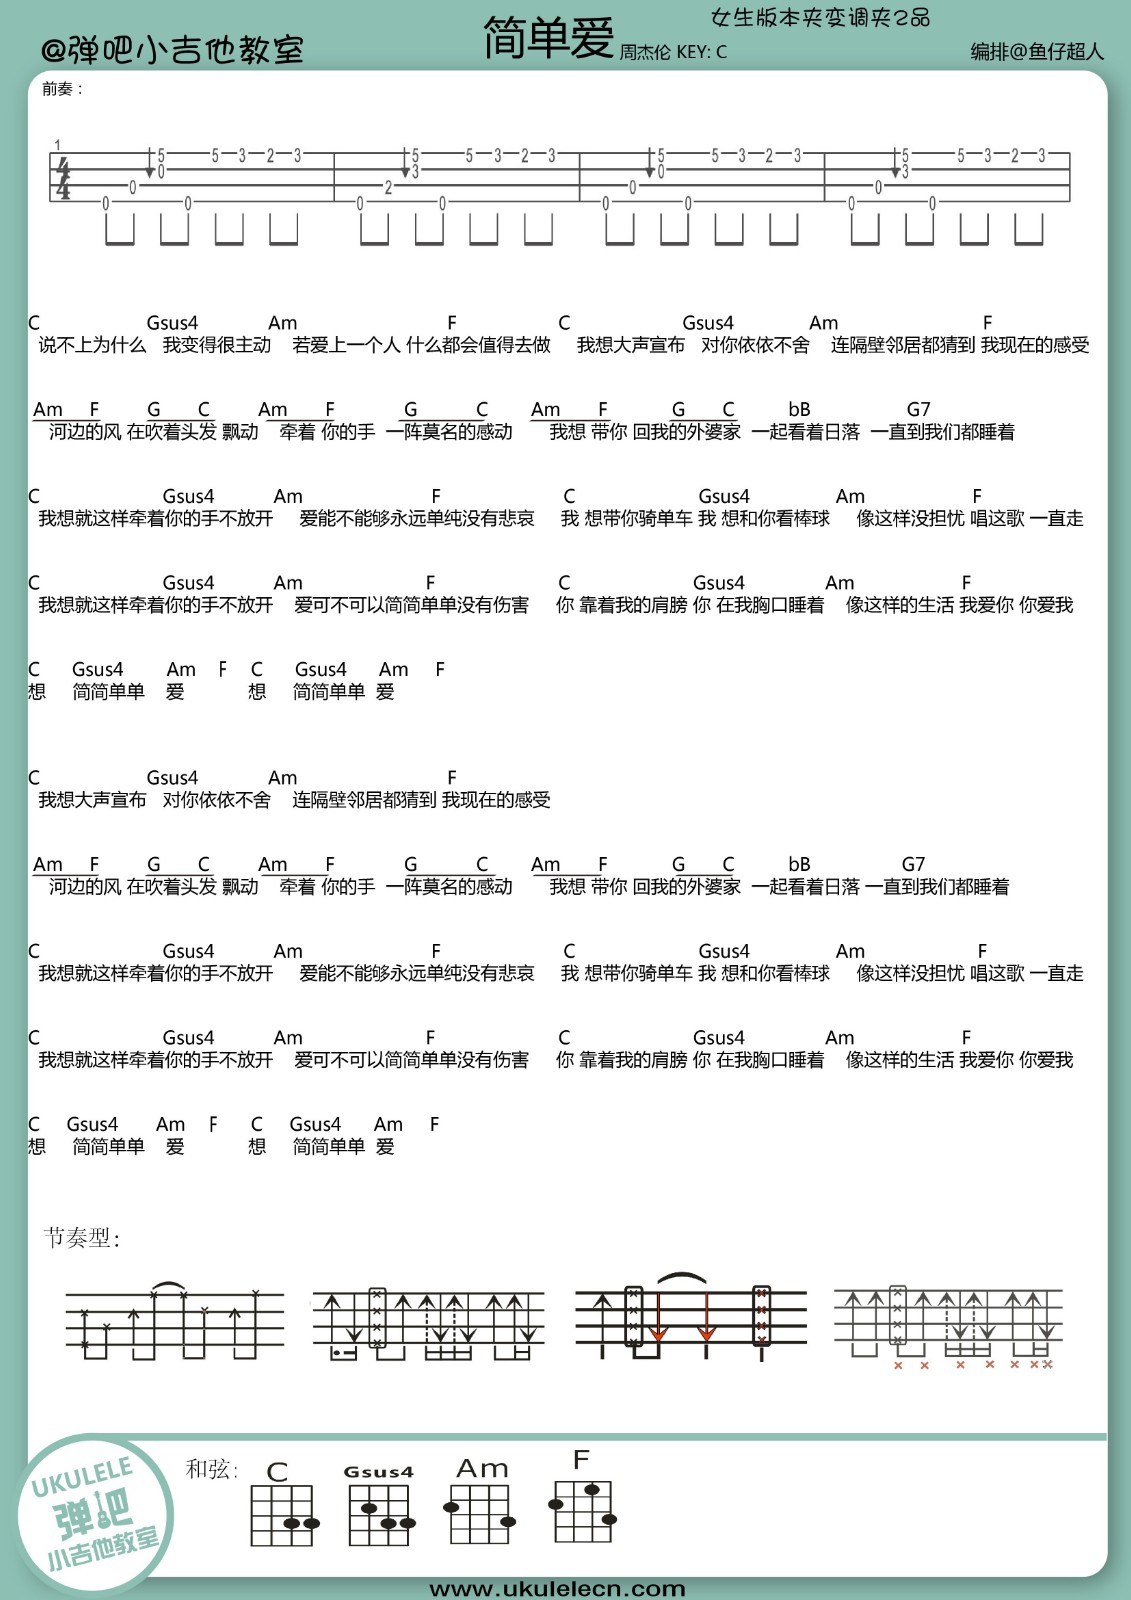 简单爱
女生版本夹变调夹2品
@弹吧小吉他教室
周杰伦 KEY: C
编排@鱼仔超人
前奏：
1
4 4
5 5 3 2 3 5 5 3 2 3 5 5 3 2 3 5 5 3 2 3
0 3 0 3
0 2 0 0
0 0 0 0 0 0 0 0
C Gsus4 Am F C Gsus4 Am F
说不上为什么 我变得很主动 若爱上一个人 什么都会值得去做 我想大声宣布 对你依依不舍 连隔壁邻居都猜到 我现在的感受
Am F G C Am F G C Am F G C bB G7
河边的风 在吹着头发 飘动 牵着 你的手 一阵莫名的感动 我想 带你 回我的外婆家 一起看着日落 一直到我们都睡着
C Gsus4 Am F C Gsus4 Am F
我想就这样牵着你的手不放开 爱能不能够永远单纯没有悲哀 我 想带你骑单车 我 想和你看棒球 像这样没担忧 唱这歌 一直走
C Gsus4 Am F C Gsus4 Am F
我想就这样牵着你的手不放开 爱可不可以简简单单没有伤害 你 靠着我的肩膀 你 在我胸口睡着 像这样的生活 我爱你 你爱我
C Gsus4 Am F C Gsus4 Am F
想 简简单单 爱 想 简简单单 爱
C Gsus4 Am F
我想大声宣布 对你依依不舍 连隔壁邻居都猜到 我现在的感受
Am F G C Am F G C Am F G C bB G7
河边的风 在吹着头发 飘动 牵着 你的手 一阵莫名的感动 我想 带你 回我的外婆家 一起看着日落 一直到我们都睡着
C Gsus4 Am F C Gsus4 Am F
我想就这样牵着你的手不放开 爱能不能够永远单纯没有悲哀 我 想带你骑单车 我 想和你看棒球 像这样没担忧 唱这歌 一直走
C Gsus4 Am F C Gsus4 Am F
我想就这样牵着你的手不放开 爱可不可以简简单单没有伤害 你 靠着我的肩膀 你 在我胸口睡着 像这样的生活 我爱你 你爱我
C Gsus4 Am F C Gsus4 Am F
想 简简单单 爱 想 简简单单 爱
节奏型：
和弦： C Gsus4 Am F
UKULELE
弹吧
小吉他教室
www.ukulelecn.com